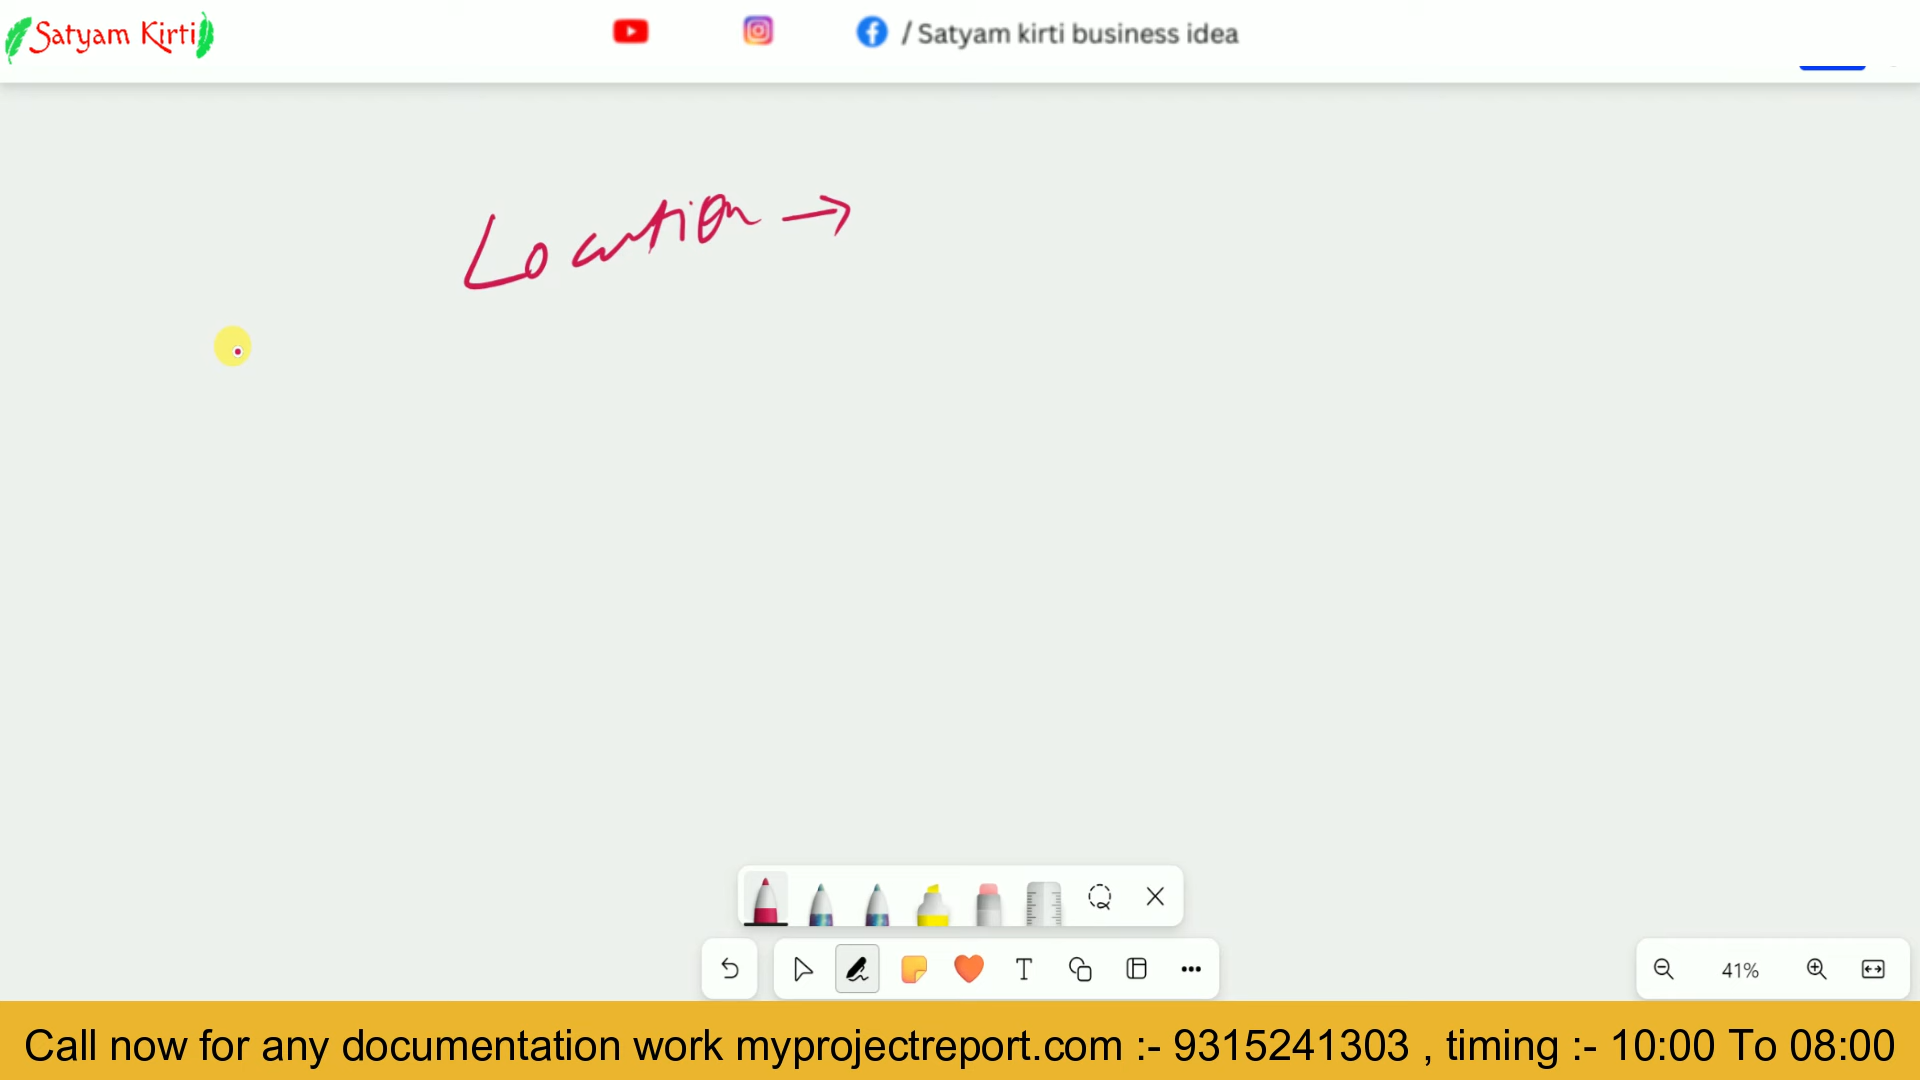 Satyam Kirti
/ Satyam kirti business idea
Location →
T
41%
Call now for any documentation work myprojectreport.com :- 9315241303 , timing :- 10:00 To 08:00